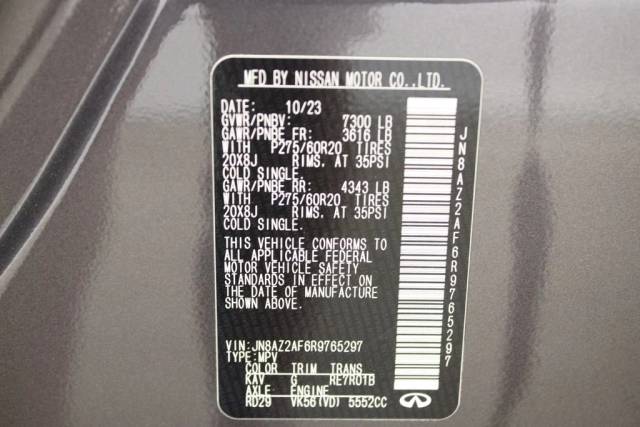 MFD BY NISSAN MOTOR CO.,LTD.
DATE: 10/23
GVWR/PNBV: 7300 LB
GAWR/PNBE FR: 3616 LB
WITH P275/60R20 TIRES
20X8J RIMS, AT 35PSI
COLD SINGLE.
GAWR/PNBE RR: 4343 LB
WITH P275/60R20 TIRES
20X8J RIMS, AT 35PSI
COLD SINGLE.
THIS VEHICLE CONFORMS TO
ALL APPLICABLE FEDERAL
MOTOR VEHICLE SAFETY
STANDARDS IN EFFECT ON
THE DATE OF MANUFACTURE
SHOWN ABOVE.
VIN:JN8AZ2AF6R9765297
TYPE:MPV
COLOR TRIM TRANS
KAV G RE7R01B
AXLE ENGINE
RD29 VK56(VD) 5552CC
JN8AZ2AF6R9765297